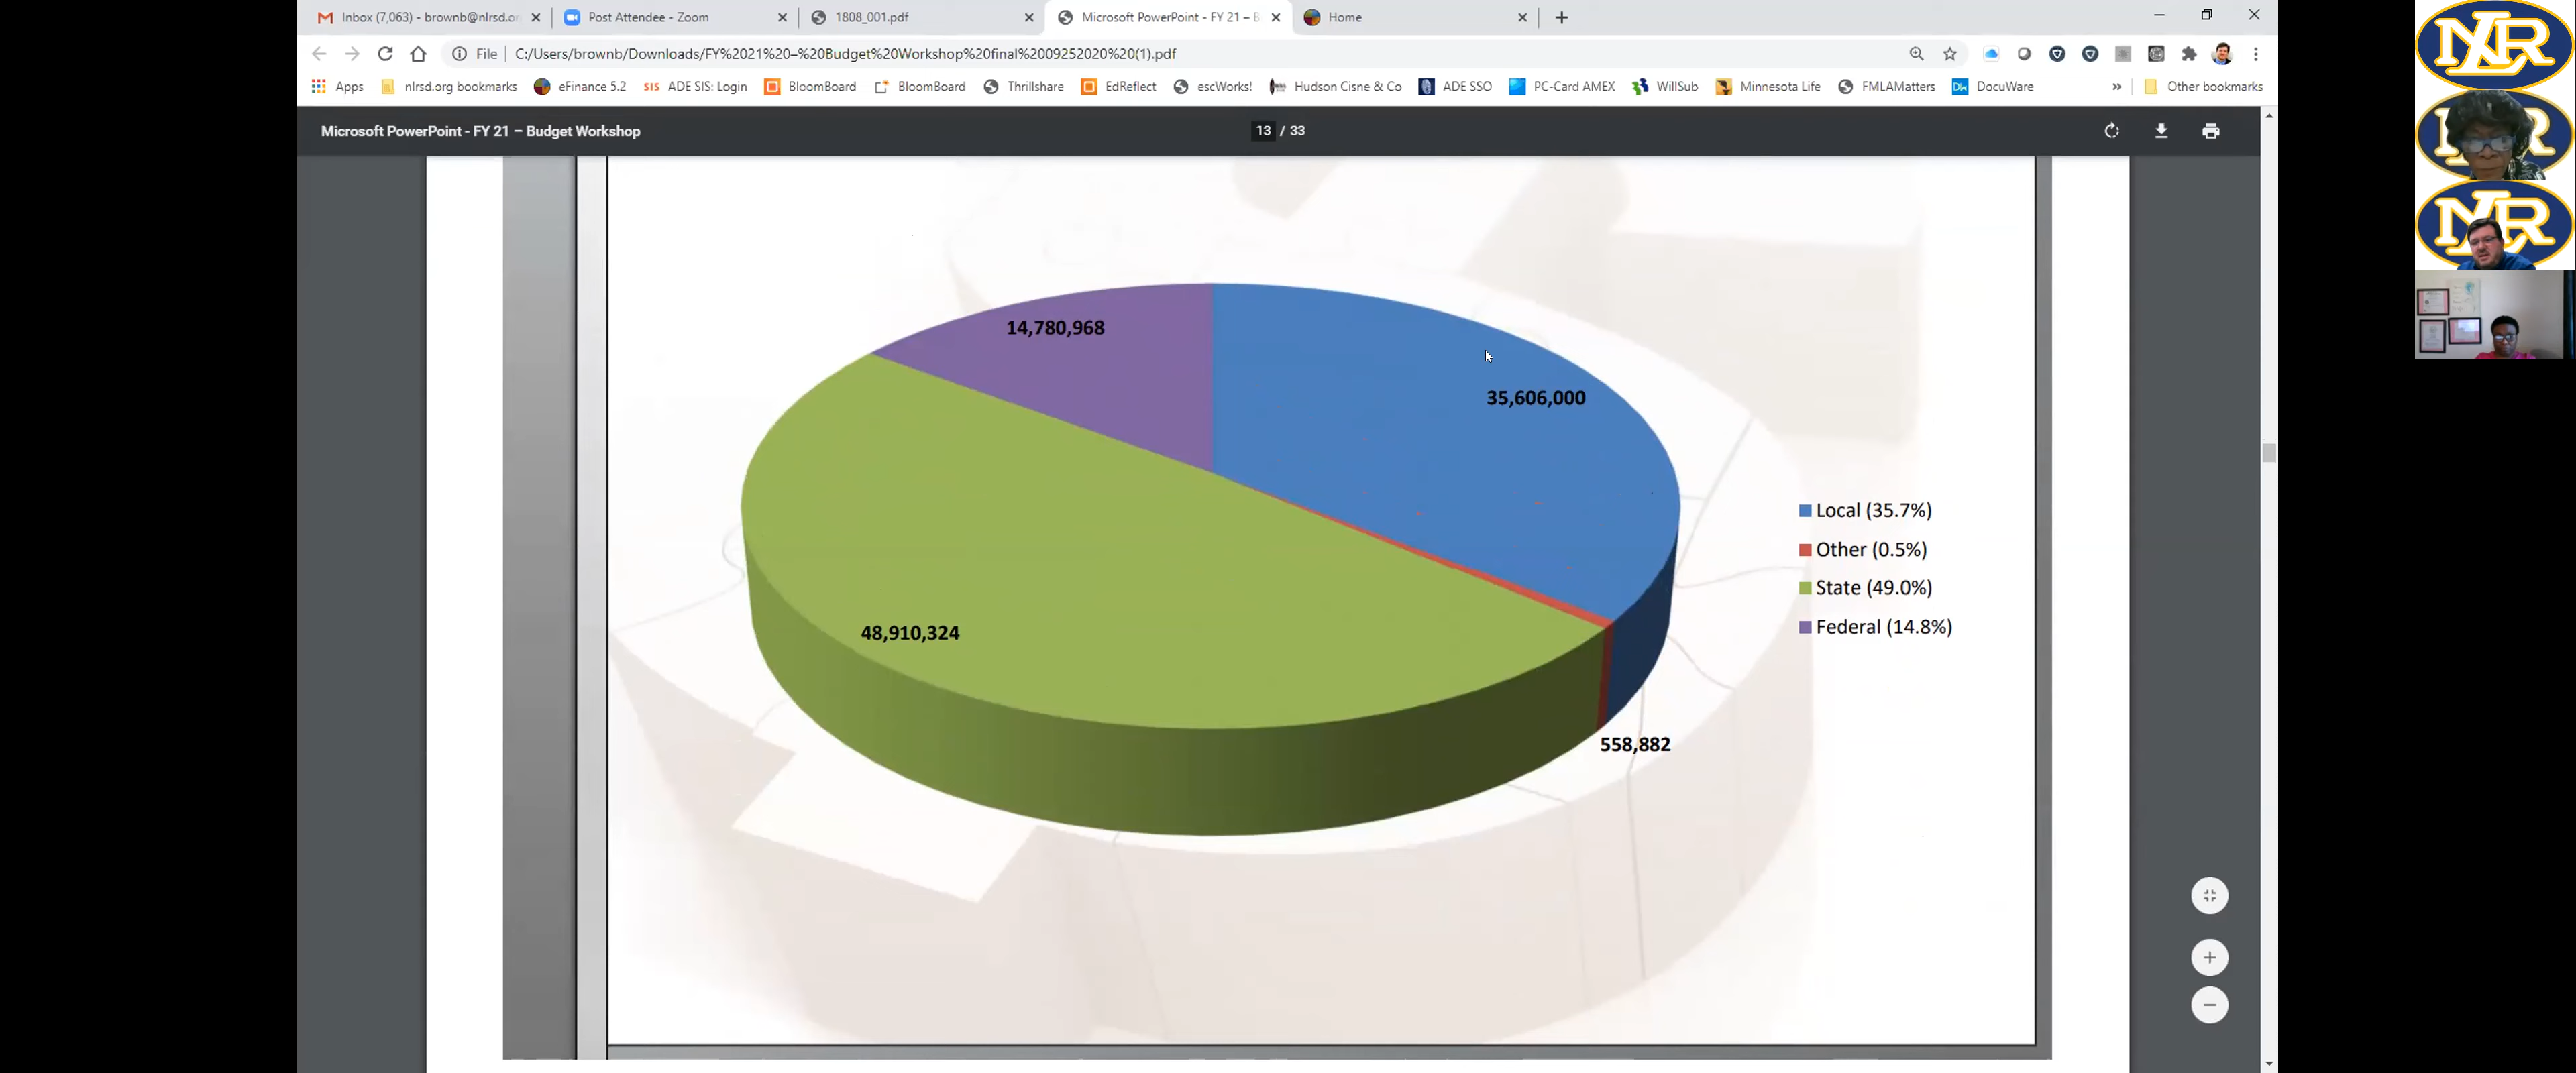 Inbox (7,063) - brownb@nlrsd.or
Post Attendee - Zoom
1808_001.pdf
Microsoft PowerPoint - FY 21 – B
Home
File
C:/Users/brownb/Downloads/FY%2021%20–%20Budget%20Workshop%20final%2009252020%20(1).pdf
Apps
nlrsd.org bookmarks
eFinance 5.2
SIS ADE SIS: Login
BloomBoard
BloomBoard
Thrillshare
EdReflect
escWorks!
Hudson Cisne & Co
ADE SSO
PC-Card AMEX
WillSub
Minnesota Life
FMLAMatters
Dw DocuWare
»
Other bookmarks
Microsoft PowerPoint - FY 21 – Budget Workshop
13 / 33
14,780,968
35,606,000
48,910,324
558,882
Local (35.7%)
Other (0.5%)
State (49.0%)
Federal (14.8%)
NLR